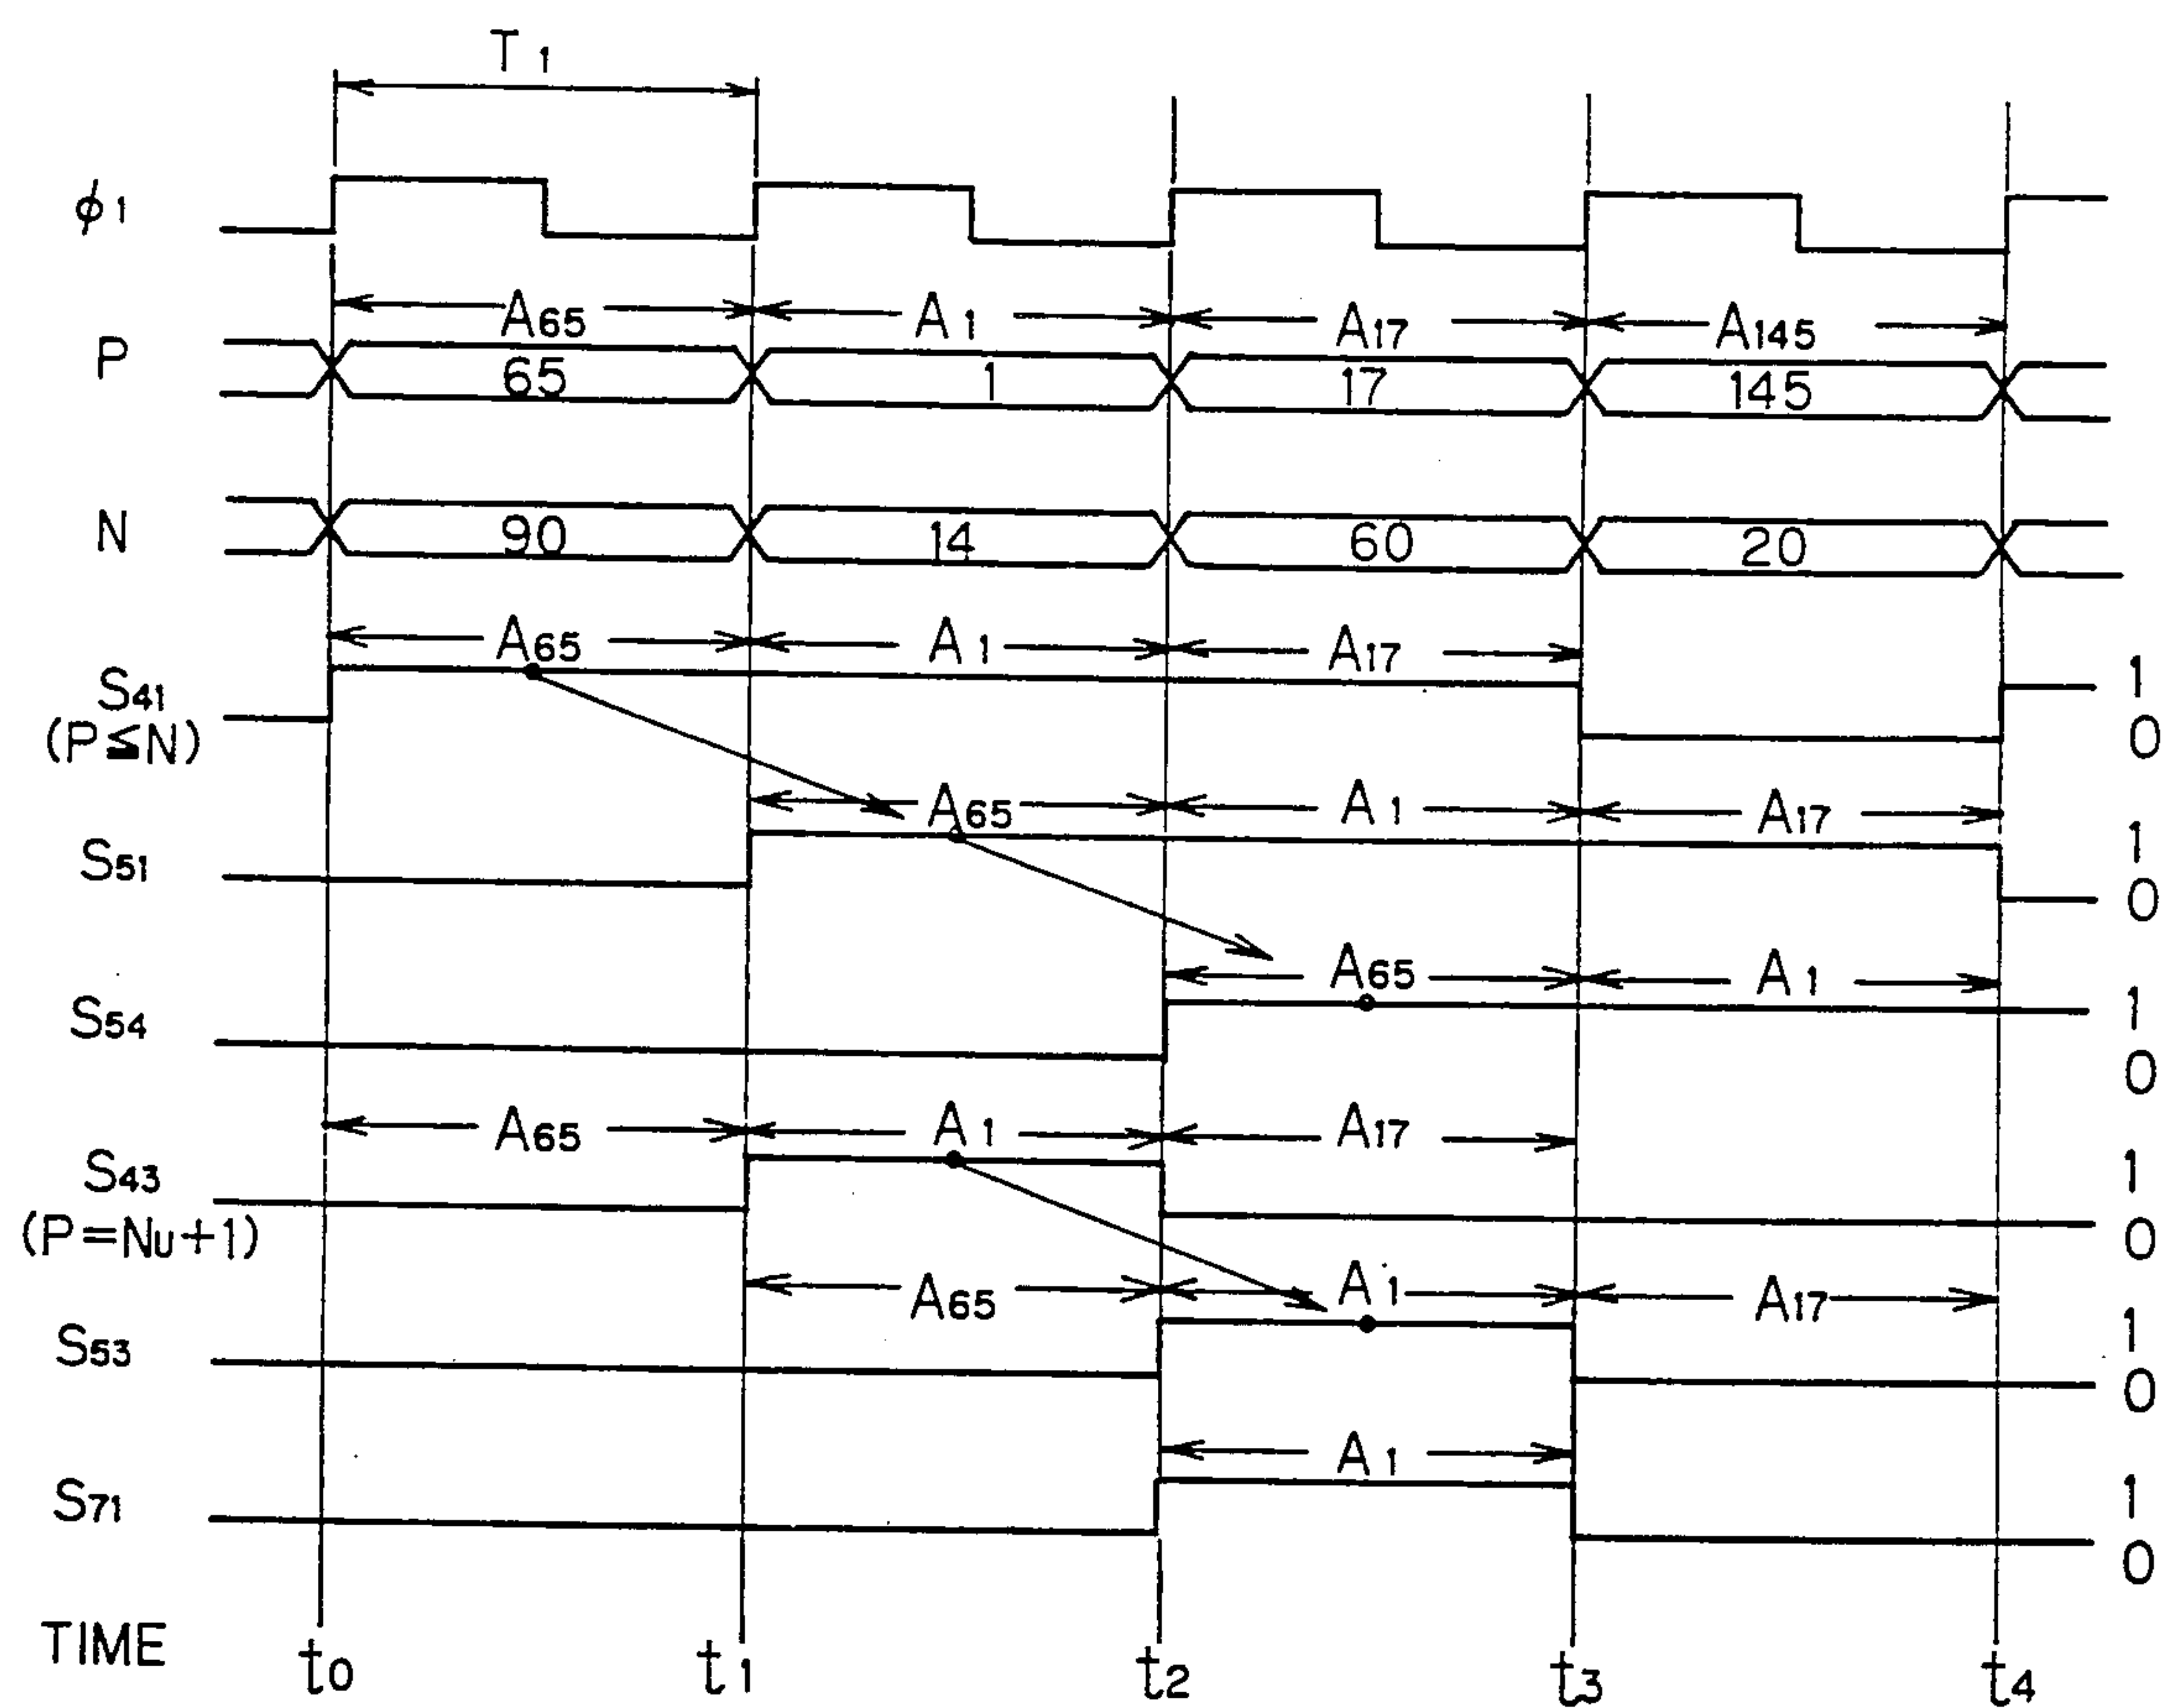 T1
ϕ1
A65 A1 A17 A145
P 65 1 17 145
N 90 14 60 20
A65 A1 A17
S41 1
(P≦N) 0
A65 A1 A17
S51 1
0
A65 A1
S54 1
0
A65 A1 A17
S43 1
(P=NU+1) 0
A65 A1 A17
S53 1
0
A1
S71 1
0
TIME t0 t1 t2 t3 t4